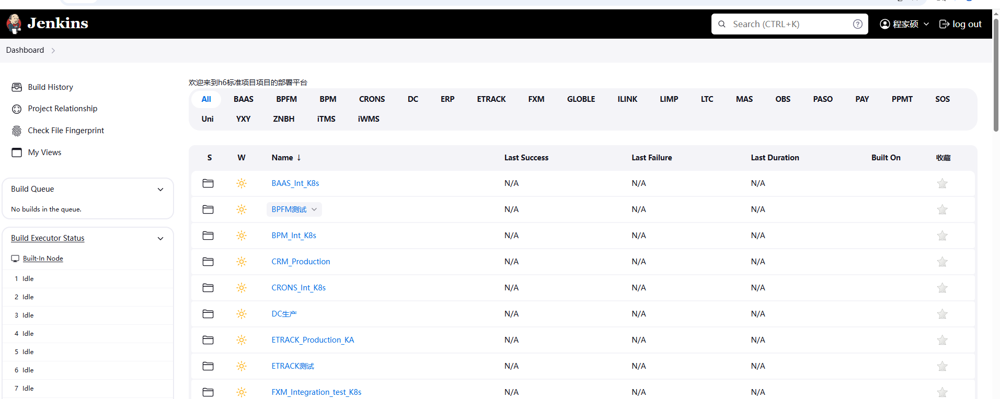 Jenkins
Search (CTRL+K)
程家硕
log out
Dashboard
Build History
Project Relationship
Check File Fingerprint
My Views
Build Queue
No builds in the queue.
Build Executor Status
Built-In Node
1 Idle
2 Idle
3 Idle
4 Idle
5 Idle
6 Idle
7 Idle
欢迎来到h6标准项目项目的部署平台
All BAAS BPFM BPM CRONS DC ERP ETRACK FXM GLOBLE ILINK LIMP LTC MAS OBS PASO PAY PPMT SOS
Uni YXY ZNBH iTMS iWMS
S W Name ↓ Last Success Last Failure Last Duration Built On 收藏
BAAS_Int_K8s N/A N/A N/A
BPFM测试 N/A N/A N/A
BPM_Int_K8s N/A N/A N/A
CRM_Production N/A N/A N/A
CRONS_Int_K8s N/A N/A N/A
DC生产 N/A N/A N/A
ETRACK_Production_KA N/A N/A N/A
ETRACK测试 N/A N/A N/A
FXM_Integration_test_K8s N/A N/A N/A